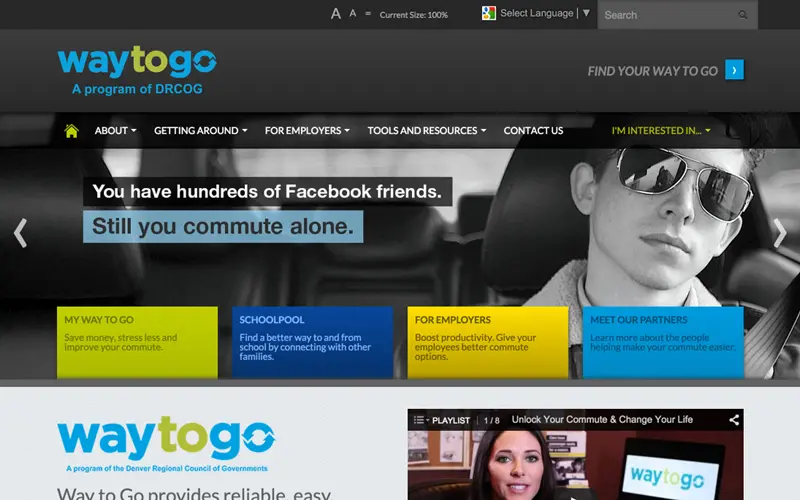 A A = Current Size: 100%
Select Language | ▼
Search
waytogo
A program of DRCOG
FIND YOUR WAY TO GO
ABOUT
GETTING AROUND
FOR EMPLOYERS
TOOLS AND RESOURCES
CONTACT US
I'M INTERESTED IN...
You have hundreds of Facebook friends.
Still you commute alone.
MY WAY TO GO
Save money, stress less and
improve your commute.
SCHOOLPOOL
Find a better way to and from
school by connecting with other
families.
FOR EMPLOYERS
Boost productivity. Give your
employees better commute
options.
MEET OUR PARTNERS
Learn more about the people
helping make your commute easier.
waytogo
A program of the Denver Regional Council of Governments
Way to Go provides reliable, easy
PLAYLIST 1/8 Unlock Your Commute & Change Your Life
waytogo